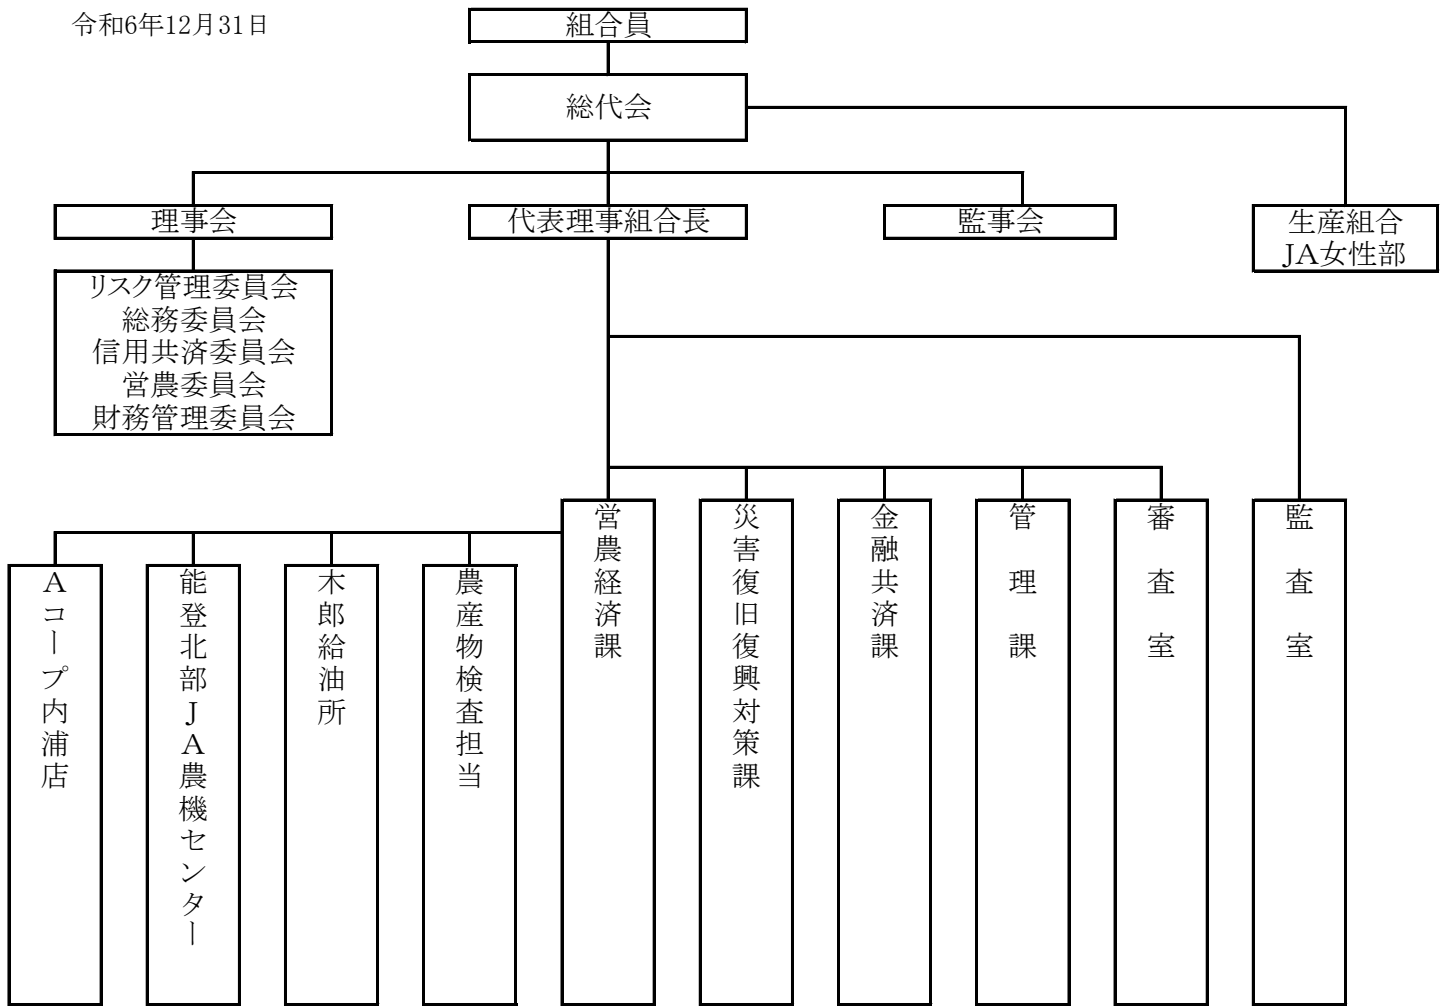 令和6年12月31日
組合員
総代会
理事会
代表理事組合長
監事会
生産組合
JA女性部
リスク管理委員会
総務委員会
信用共済委員会
営農委員会
財務管理委員会
Aコープ内浦店
能登北部JA農機センター
木郎給油所
農産物検査担当
営農経済課
災害復旧復興対策課
金融共済課
管理課
審査室
監査室